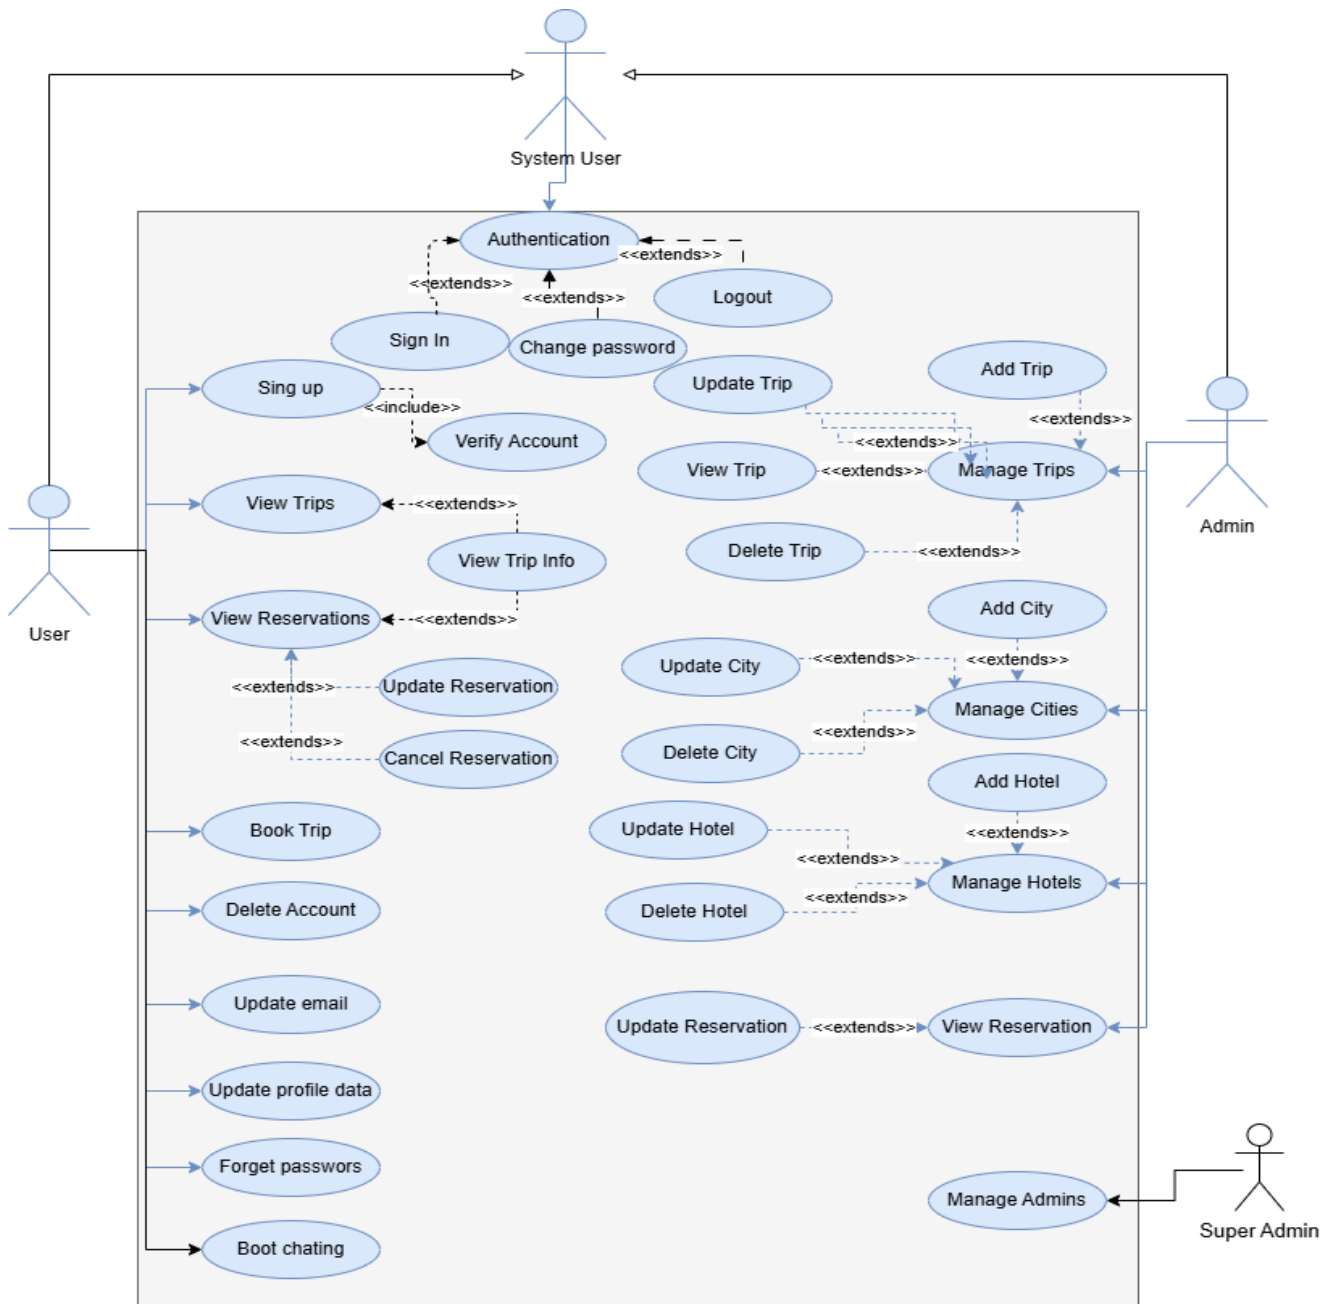 System User
Authentication
<<extends>>
<<extends>>
<<extends>>
Logout
Sign In
Change password
Sing up
<<include>>
Verify Account
Update Trip
Add Trip
<<extends>>
<<extends>>
View Trip
<<extends>>
Manage Trips
Admin
View Trips
<<extends>>
View Trip Info
Delete Trip
<<extends>>
View Reservations
<<extends>>
User
Add City
Update City
<<extends>>
<<extends>>
<<extends>>
Update Reservation
Manage Cities
<<extends>>
<<extends>>
Cancel Reservation
Delete City
Add Hotel
Book Trip
Update Hotel
<<extends>>
<<extends>>
Manage Hotels
<<extends>>
Delete Account
Delete Hotel
Update email
Update Reservation
<<extends>>
View Reservation
Update profile data
Forget passwors
Manage Admins
Super Admin
Boot chating